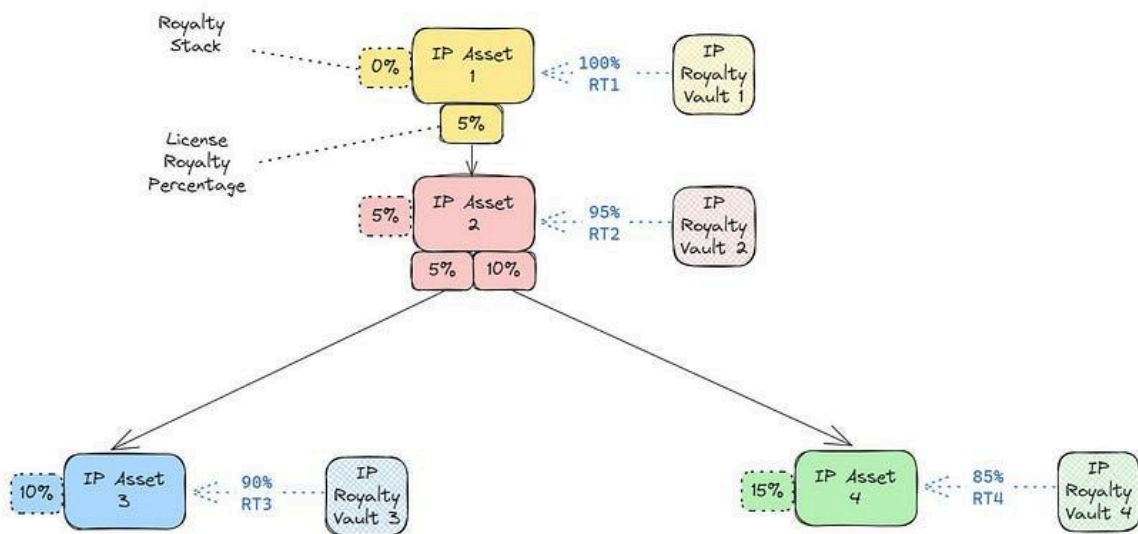 Royalty
Stack
0%
IP Asset
1
100%
RT1
IP
Royalty
Vault 1
5%
License
Royalty
Percentage
5%
IP Asset
2
95%
RT2
IP
Royalty
Vault 2
5%
10%
10%
IP Asset
3
90%
RT3
IP
Royalty
Vault 3
15%
IP Asset
4
85%
RT4
IP
Royalty
Vault 4